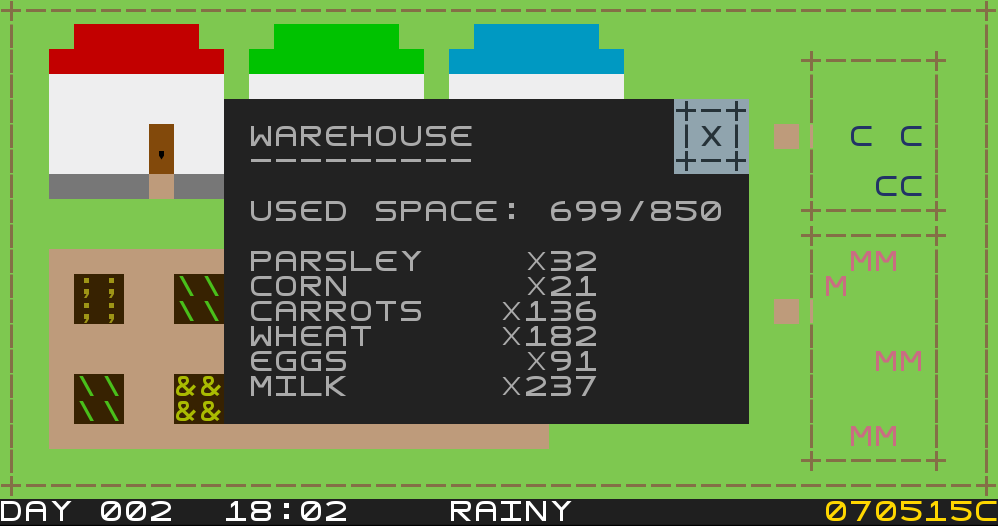 WAREHOUSE
---------
X
USED SPACE: 699/850
PARSLEY X32
CORN X21
CARROTS X136
WHEAT X182
EGGS X91
MILK X237
C C
CC
MM
M
MM
MM
; ; \ \
; ; \ \
\ \ &&
\ \ &&
DAY 002 18:02 RAINY 070515C